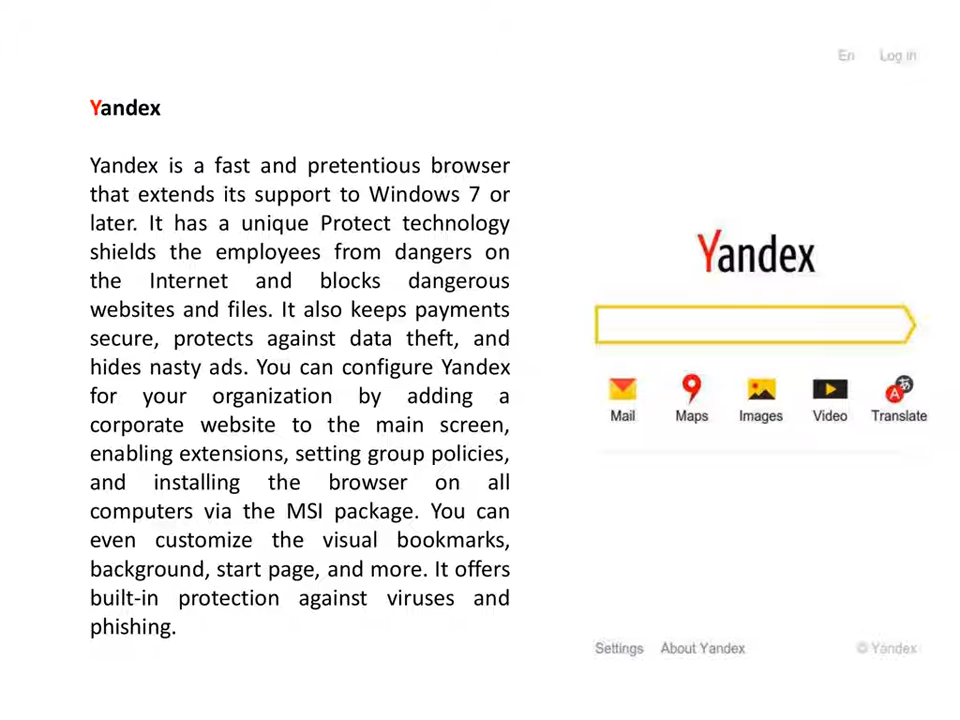 En Log in
Yandex
Yandex is a fast and pretentious browser
that extends its support to Windows 7 or
later. It has a unique Protect technology
shields the employees from dangers on
the Internet and blocks dangerous
websites and files. It also keeps payments
secure, protects against data theft, and
hides nasty ads. You can configure Yandex
for your organization by adding a
corporate website to the main screen,
enabling extensions, setting group policies,
and installing the browser on all
computers via the MSI package. You can
even customize the visual bookmarks,
background, start page, and more. It offers
built-in protection against viruses and
phishing.
Yandex
Mail Maps Images Video Translate
Settings About Yandex © Yandex